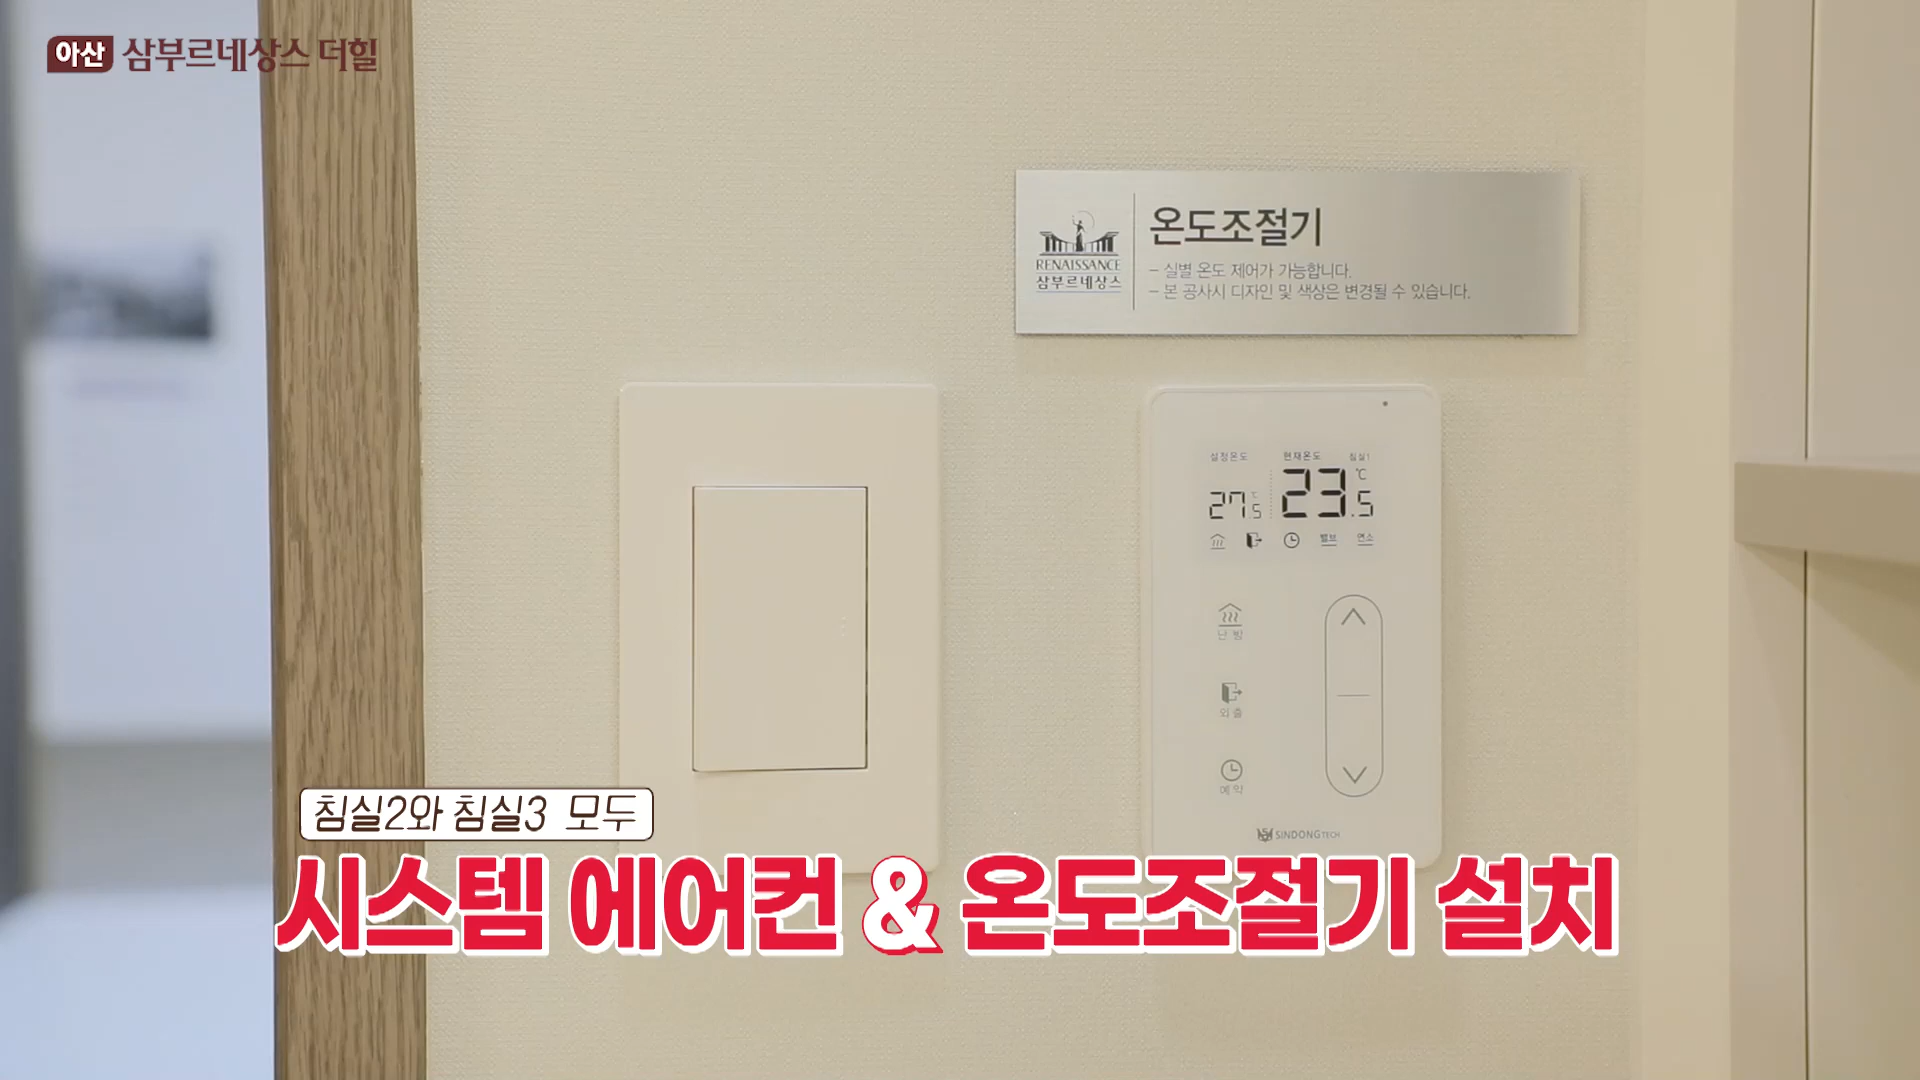 아산 삼부르네상스 더힐
온도조절기
- 실별 온도 제어가 가능합니다.
- 본 공사시 디자인 및 색상은 변경될 수 있습니다.
RENAISSANCE
삼부르네상스
설정온도 현재온도 침실1
27.5℃ 23.5℃
밸브 연소
난방
외출
예약
SINDONGTECH
침실2와 침실3 모두
시스템 에어컨 & 온도조절기 설치